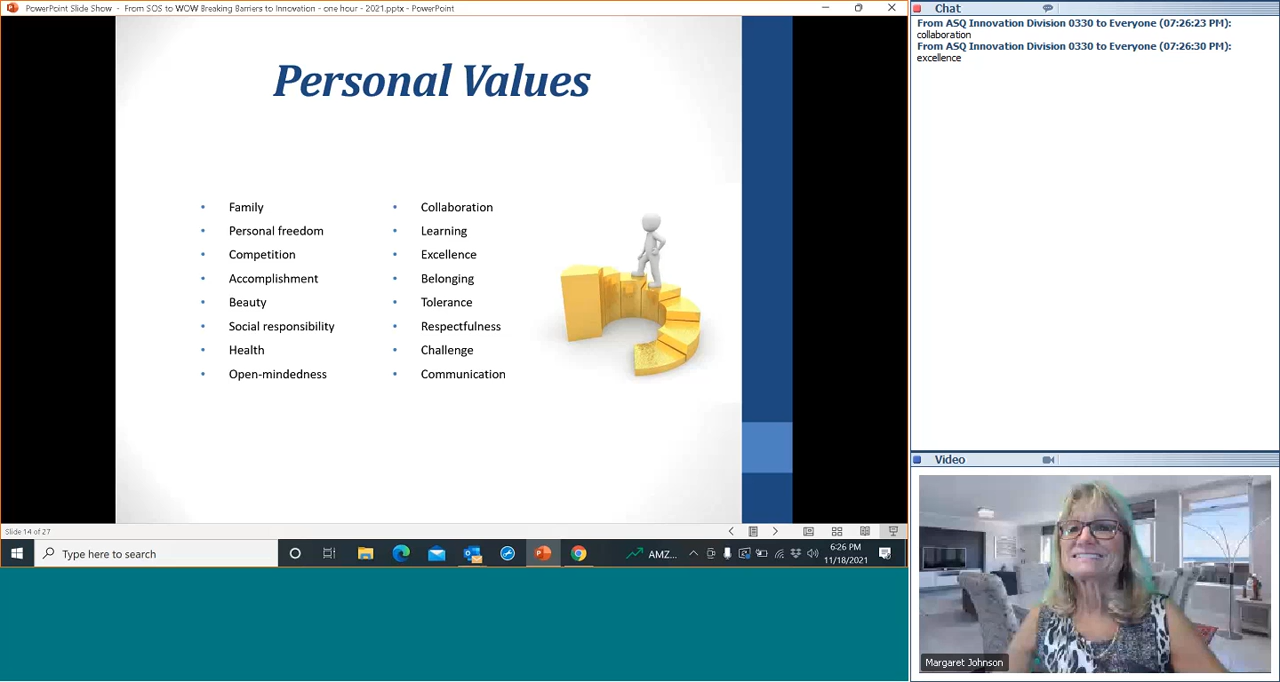 PowerPoint Slide Show - From SOS to WOW Breaking Barriers to Innovation - one hour - 2021.pptx - PowerPoint
Personal Values
• Family
• Personal freedom
• Competition
• Accomplishment
• Beauty
• Social responsibility
• Health
• Open-mindedness
• Collaboration
• Learning
• Excellence
• Belonging
• Tolerance
• Respectfulness
• Challenge
• Communication
Slide 14 of 27
Type here to search
AMZ...
6:26 PM
11/18/2021
Chat
From ASQ Innovation Division 0330 to Everyone (07:26:23 PM):
collaboration
From ASQ Innovation Division 0330 to Everyone (07:26:30 PM):
excellence
Video
Margaret Johnson